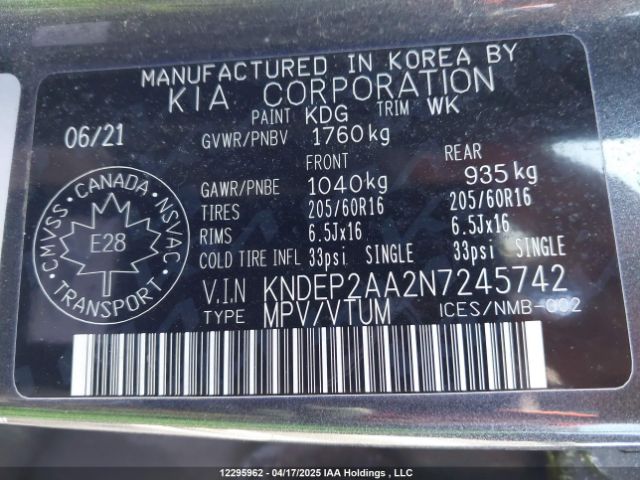 MANUFACTURED IN KOREA BY
KIA CORPORATION
PAINT KDG TRIM WK
06/21
GVWR/PNBV 1760kg
FRONT REAR
GAWR/PNBE 1040kg 935kg
TIRES 205/60R16 205/60R16
RIMS 6.5Jx16 6.5Jx16
COLD TIRE INFL 33psi SINGLE 33psi SINGLE
V.I.N KNDEP2AA2N7245742
TYPE MPV/VTUM ICES/NMB-002
CMVSS CANADA NSVAC
E28
TRANSPORT
12295962 - 04/17/2025 IAA Holdings , LLC